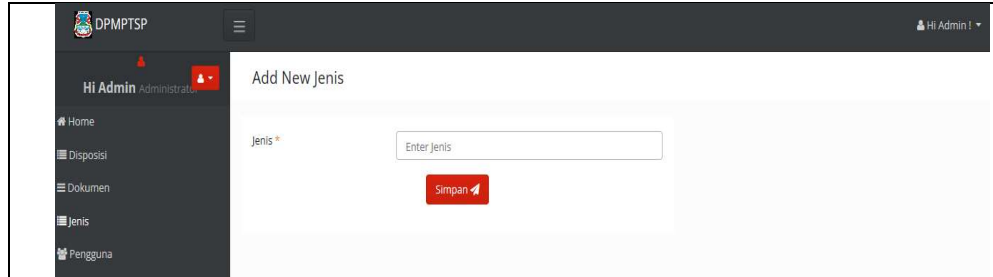 DPMPTSP
Hi Admin !
Hi Admin Administrator
Add New Jenis
Home
Disposisi
Dokumen
Jenis
Pengguna
Jenis *
Enter Jenis
Simpan